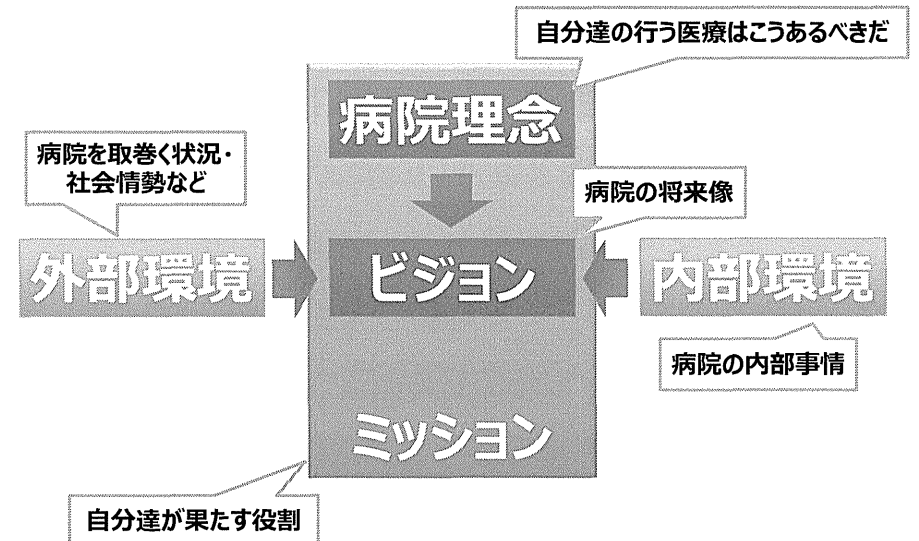 自分達の行う医療はこうあるべきだ
病院理念
病院を取巻く状況・
社会情勢など
病院の将来像
外部環境
ビジョン
内部環境
病院の内部事情
ミッション
自分達が果たす役割